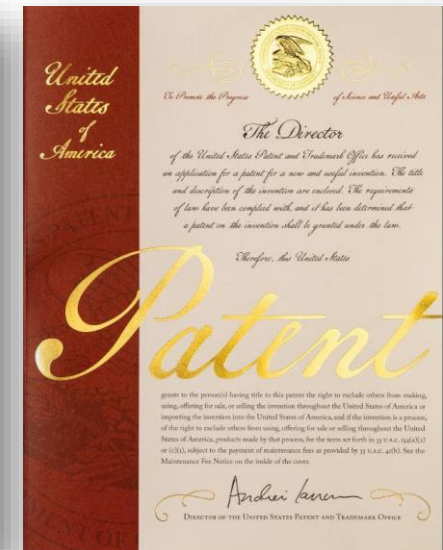 United
States
of
America
To Promote the Progress
of Science and Useful Arts
The Director
of the United States Patent and Trademark Office has received
an application for a patent for a new and useful invention. The title
and description of the invention are enclosed. The requirements
of law have been complied with, and it has been determined that
a patent on the invention shall be granted under the law.
Therefore, this United States
Patent
grants to the person(s) having title to this patent the right to exclude others from making,
using, offering for sale, or selling the invention throughout the United States of America or
importing the invention into the United States of America, and if the invention is a process,
of the right to exclude others from using, offering for sale or selling throughout the United
States of America, products made by that process, for the term set forth in 35 U.S.C. 154(a)(2)
or (c)(1), subject to the payment of maintenance fees as provided by 35 U.S.C. 41(b). See the
Maintenance Fee Notice on the inside of the cover.
Andrei Iancu
Director of the United States Patent and Trademark Office